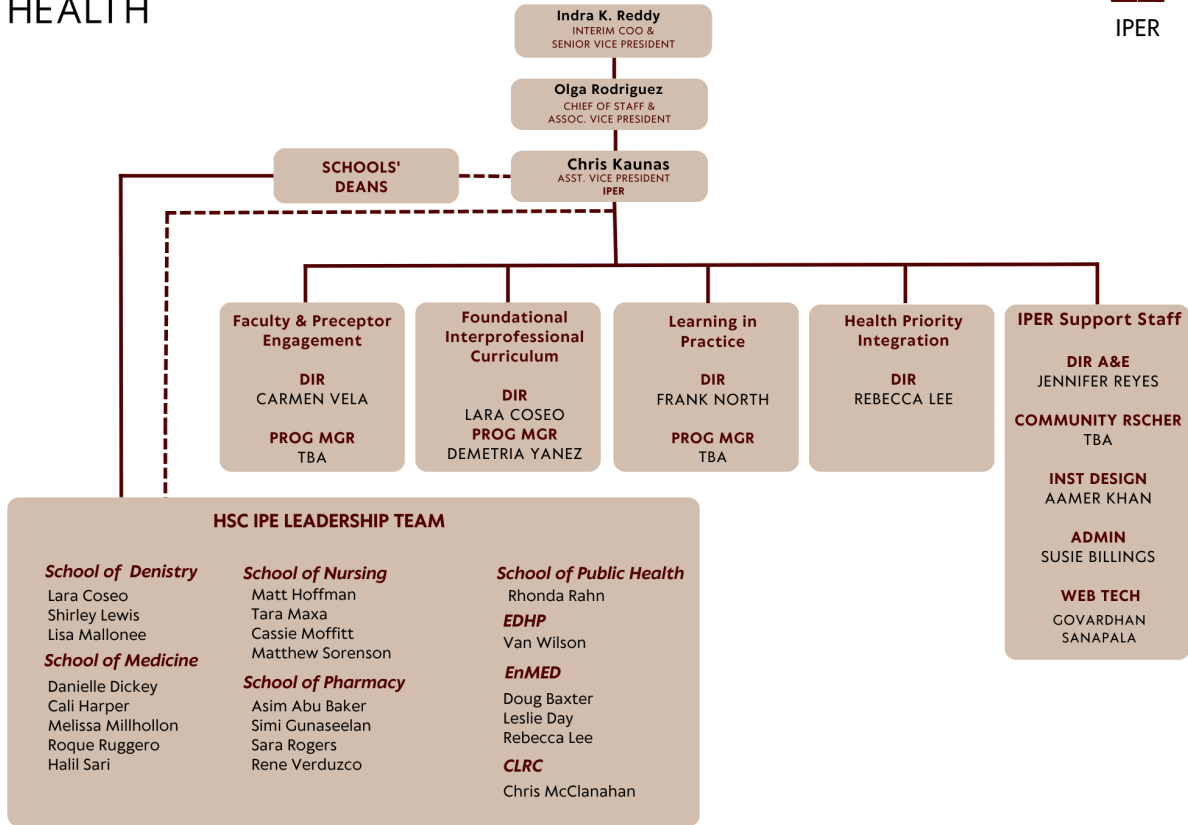 HEALTH
IPER
Indra K. Reddy
INTERIM COO &
SENIOR VICE PRESIDENT
Olga Rodriguez
CHIEF OF STAFF &
ASSOC. VICE PRESIDENT
SCHOOLS'
DEANS
Chris Kaunas
ASST. VICE PRESIDENT
IPER
Faculty & Preceptor
Engagement
DIR
CARMEN VELA
PROG MGR
TBA
Foundational
Interprofessional
Curriculum
DIR
LARA COSEO
PROG MGR
DEMETRIA YANEZ
Learning in
Practice
DIR
FRANK NORTH
PROG MGR
TBA
Health Priority
Integration
DIR
REBECCA LEE
IPER Support Staff
DIR A&E
JENNIFER REYES
COMMUNITY RSCHER
TBA
INST DESIGN
AAMER KHAN
ADMIN
SUSIE BILLINGS
WEB TECH
GOVARDHAN
SANAPALA
HSC IPE LEADERSHIP TEAM
School of Denistry
Lara Coseo
Shirley Lewis
Lisa Mallonee
School of Medicine
Danielle Dickey
Cali Harper
Melissa Millhollon
Roque Ruggero
Halil Sari
School of Nursing
Matt Hoffman
Tara Maxa
Cassie Moffitt
Matthew Sorenson
School of Pharmacy
Asim Abu Baker
Simi Gunaseelan
Sara Rogers
Rene Verduzco
School of Public Health
Rhonda Rahn
EDHP
Van Wilson
EnMED
Doug Baxter
Leslie Day
Rebecca Lee
CLRC
Chris McClanahan